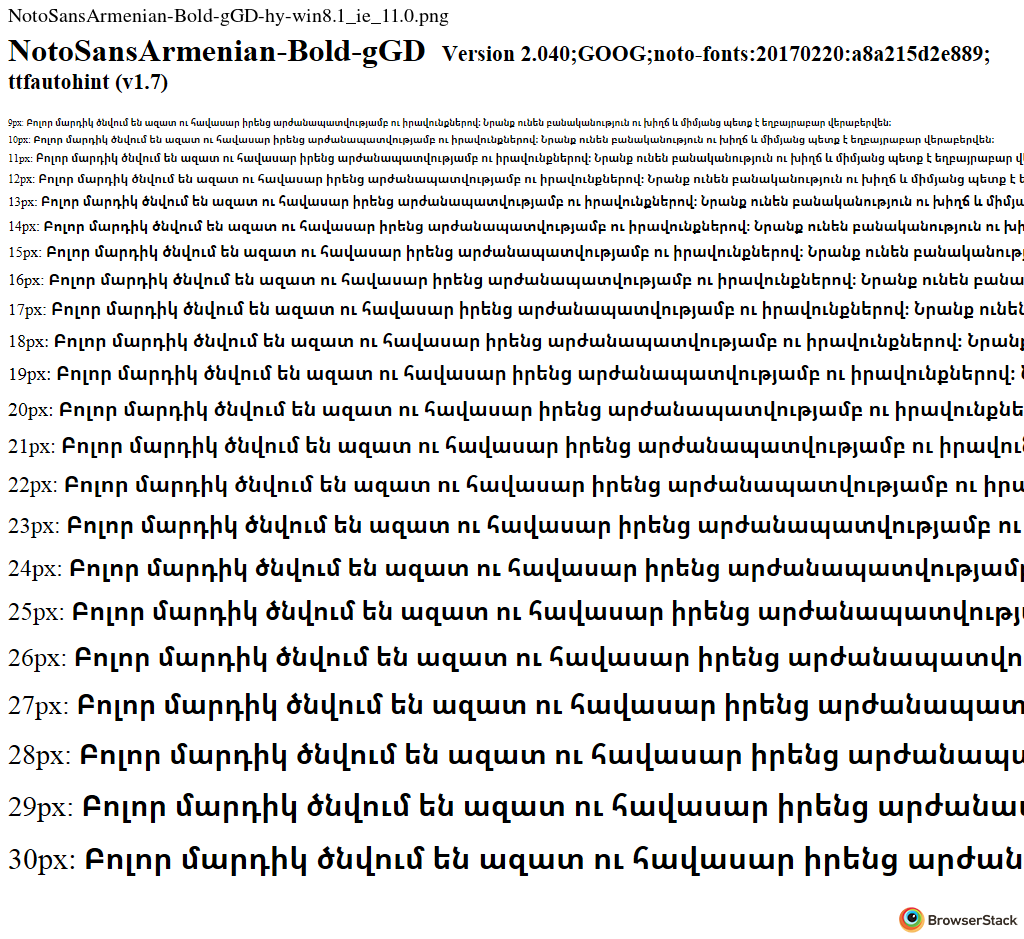 NotoSansArmenian-Bold-gGD-hy-win8.1_ie_11.0.png
NotoSansArmenian-Bold-gGD Version 2.040;GOOG;noto-fonts:20170220:a8a215d2e889;
ttfautohint (v1.7)
9px: Բոլոր մարդիկ ծնվում են ազատ ու հավասար իրենց արժանապատվությամբ ու իրավունքներով։ Նրանք ունեն բանականություն ու խիղճ և միմյանց պետք է եղբայրաբար վերաբերվեն։
10px: Բոլոր մարդիկ ծնվում են ազատ ու հավասար իրենց արժանապատվությամբ ու իրավունքներով։ Նրանք ունեն բանականություն ու խիղճ և միմյանց պետք է եղբայրաբար վերաբերվեն։
11px: Բոլոր մարդիկ ծնվում են ազատ ու հավասար իրենց արժանապատվությամբ ու իրավունքներով։ Նրանք ունեն բանականություն ու խիղճ և միմյանց պետք է եղբայրաբար վ
12px: Բոլոր մարդիկ ծնվում են ազատ ու հավասար իրենց արժանապատվությամբ ու իրավունքներով։ Նրանք ունեն բանականություն ու խիղճ և միմյանց պետք է ե
13px: Բոլոր մարդիկ ծնվում են ազատ ու հավասար իրենց արժանապատվությամբ ու իրավունքներով։ Նրանք ունեն բանականություն ու խիղճ և միմյա
14px: Բոլոր մարդիկ ծնվում են ազատ ու հավասար իրենց արժանապատվությամբ ու իրավունքներով։ Նրանք ունեն բանականություն ու խի
15px: Բոլոր մարդիկ ծնվում են ազատ ու հավասար իրենց արժանապատվությամբ ու իրավունքներով։ Նրանք ունեն բանականությ
16px: Բոլոր մարդիկ ծնվում են ազատ ու հավասար իրենց արժանապատվությամբ ու իրավունքներով։ Նրանք ունեն բանա
17px: Բոլոր մարդիկ ծնվում են ազատ ու հավասար իրենց արժանապատվությամբ ու իրավունքներով։ Նրանք ունեն
18px: Բոլոր մարդիկ ծնվում են ազատ ու հավասար իրենց արժանապատվությամբ ու իրավունքներով։ Նրանք
19px: Բոլոր մարդիկ ծնվում են ազատ ու հավասար իրենց արժանապատվությամբ ու իրավունքներով։ Ն
20px: Բոլոր մարդիկ ծնվում են ազատ ու հավասար իրենց արժանապատվությամբ ու իրավունքնե
21px: Բոլոր մարդիկ ծնվում են ազատ ու հավասար իրենց արժանապատվությամբ ու իրավուն
22px: Բոլոր մարդիկ ծնվում են ազատ ու հավասար իրենց արժանապատվությամբ ու իրա
23px: Բոլոր մարդիկ ծնվում են ազատ ու հավասար իրենց արժանապատվությամբ ու
24px: Բոլոր մարդիկ ծնվում են ազատ ու հավասար իրենց արժանապատվությամբ
25px: Բոլոր մարդիկ ծնվում են ազատ ու հավասար իրենց արժանապատվությ
26px: Բոլոր մարդիկ ծնվում են ազատ ու հավասար իրենց արժանապատվո
27px: Բոլոր մարդիկ ծնվում են ազատ ու հավասար իրենց արժանապատ
28px: Բոլոր մարդիկ ծնվում են ազատ ու հավասար իրենց արժանապա
29px: Բոլոր մարդիկ ծնվում են ազատ ու հավասար իրենց արժանա
30px: Բոլոր մարդիկ ծնվում են ազատ ու հավասար իրենց արժան
BrowserStack